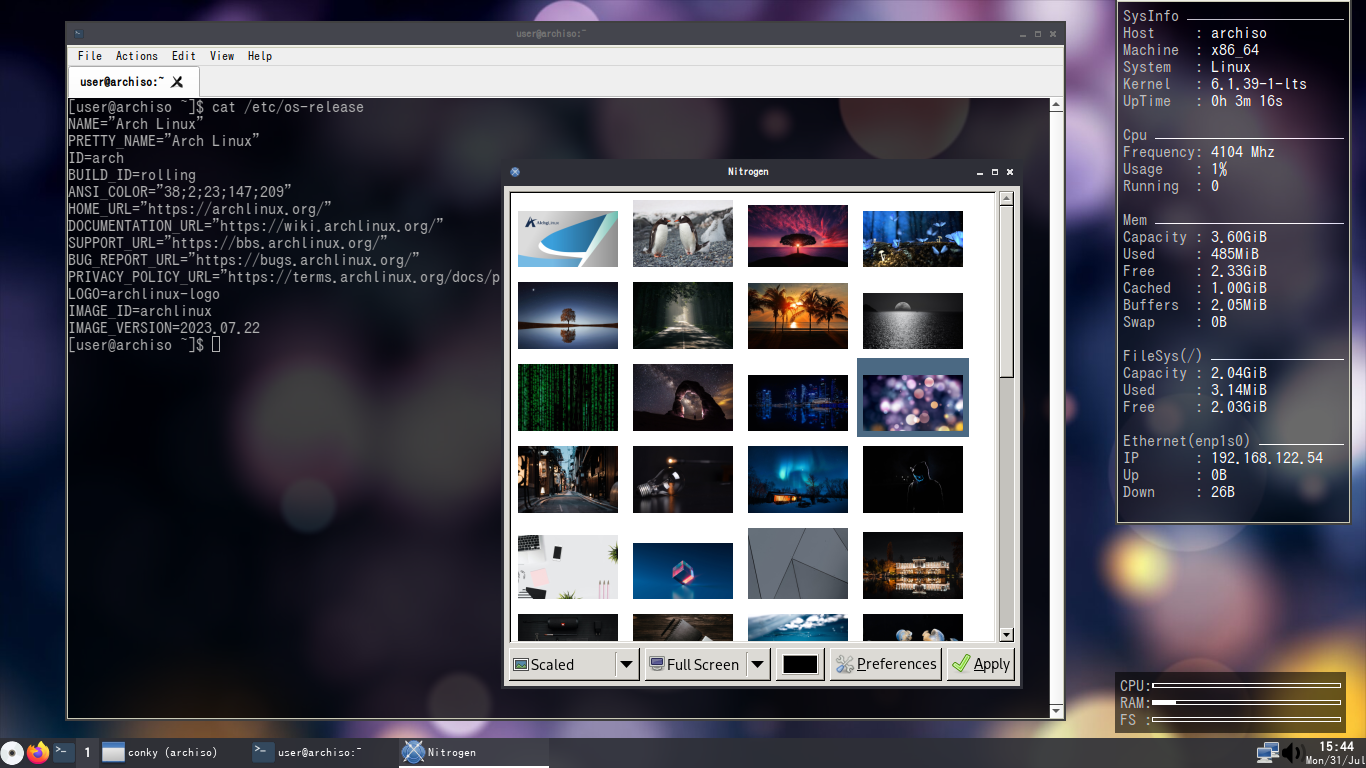 user@archiso:~
File Actions Edit View Help
user@archiso:~
[user@archiso ~]$ cat /etc/os-release
NAME="Arch Linux"
PRETTY_NAME="Arch Linux"
ID=arch
BUILD_ID=rolling
ANSI_COLOR="38;2;23;147;209"
HOME_URL="https://archlinux.org/"
DOCUMENTATION_URL="https://wiki.archlinux.org/"
SUPPORT_URL="https://bbs.archlinux.org/"
BUG_REPORT_URL="https://bugs.archlinux.org/"
PRIVACY_POLICY_URL="https://terms.archlinux.org/docs/p
LOGO=archlinux-logo
IMAGE_ID=archlinux
IMAGE_VERSION=2023.07.22
[user@archiso ~]$
Nitrogen
Scaled
Full Screen
Preferences
Apply
SysInfo
Host : archiso
Machine : x86_64
System : Linux
Kernel : 6.1.39-1-lts
UpTime : 0h 3m 16s
Cpu
Frequency: 4104 Mhz
Usage : 1%
Running : 0
Mem
Capacity : 3.60GiB
Used : 485MiB
Free : 2.33GiB
Cached : 1.00GiB
Buffers : 2.05MiB
Swap : 0B
FileSys(/)
Capacity : 2.04GiB
Used : 3.14MiB
Free : 2.03GiB
Ethernet(enp1s0)
IP : 192.168.122.54
Up : 0B
Down : 26B
CPU:
RAM:
FS :
1
conky (archiso)
user@archiso:~
Nitrogen
15:44
Mon/31/Jul